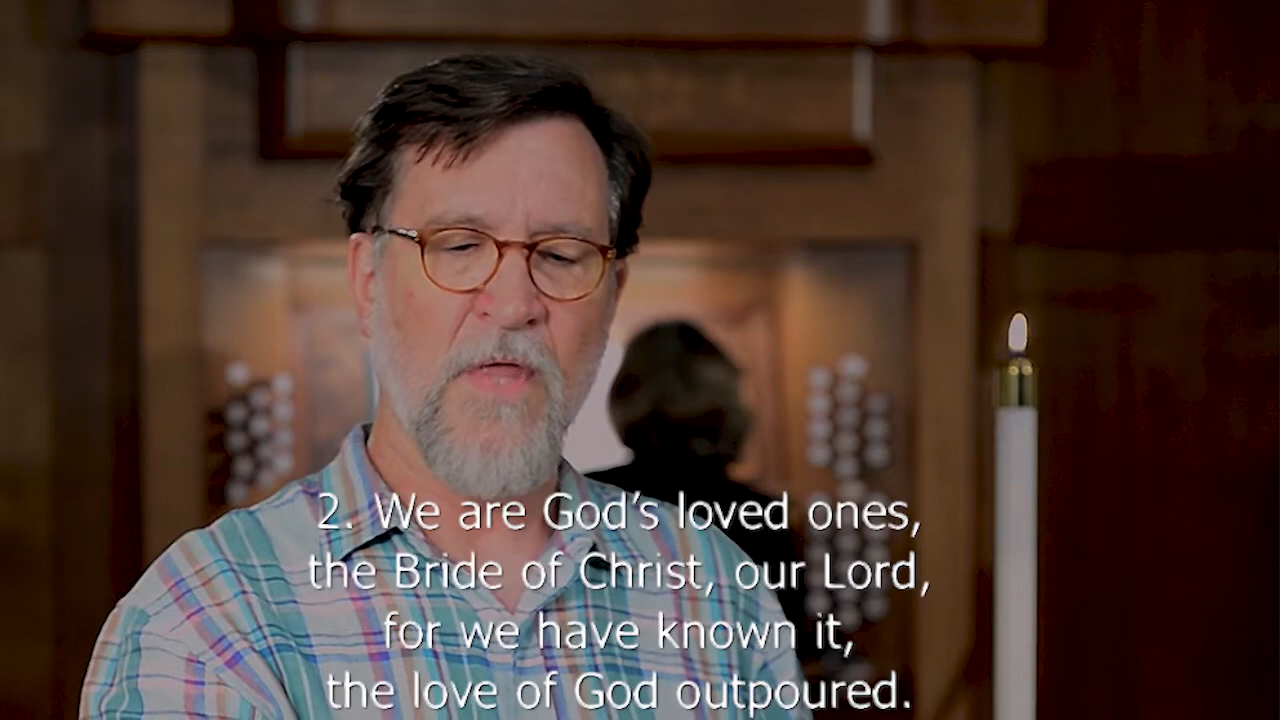 2. We are God's loved ones,
the Bride of Christ, our Lord,
for we have known it,
the love of God outpoured.